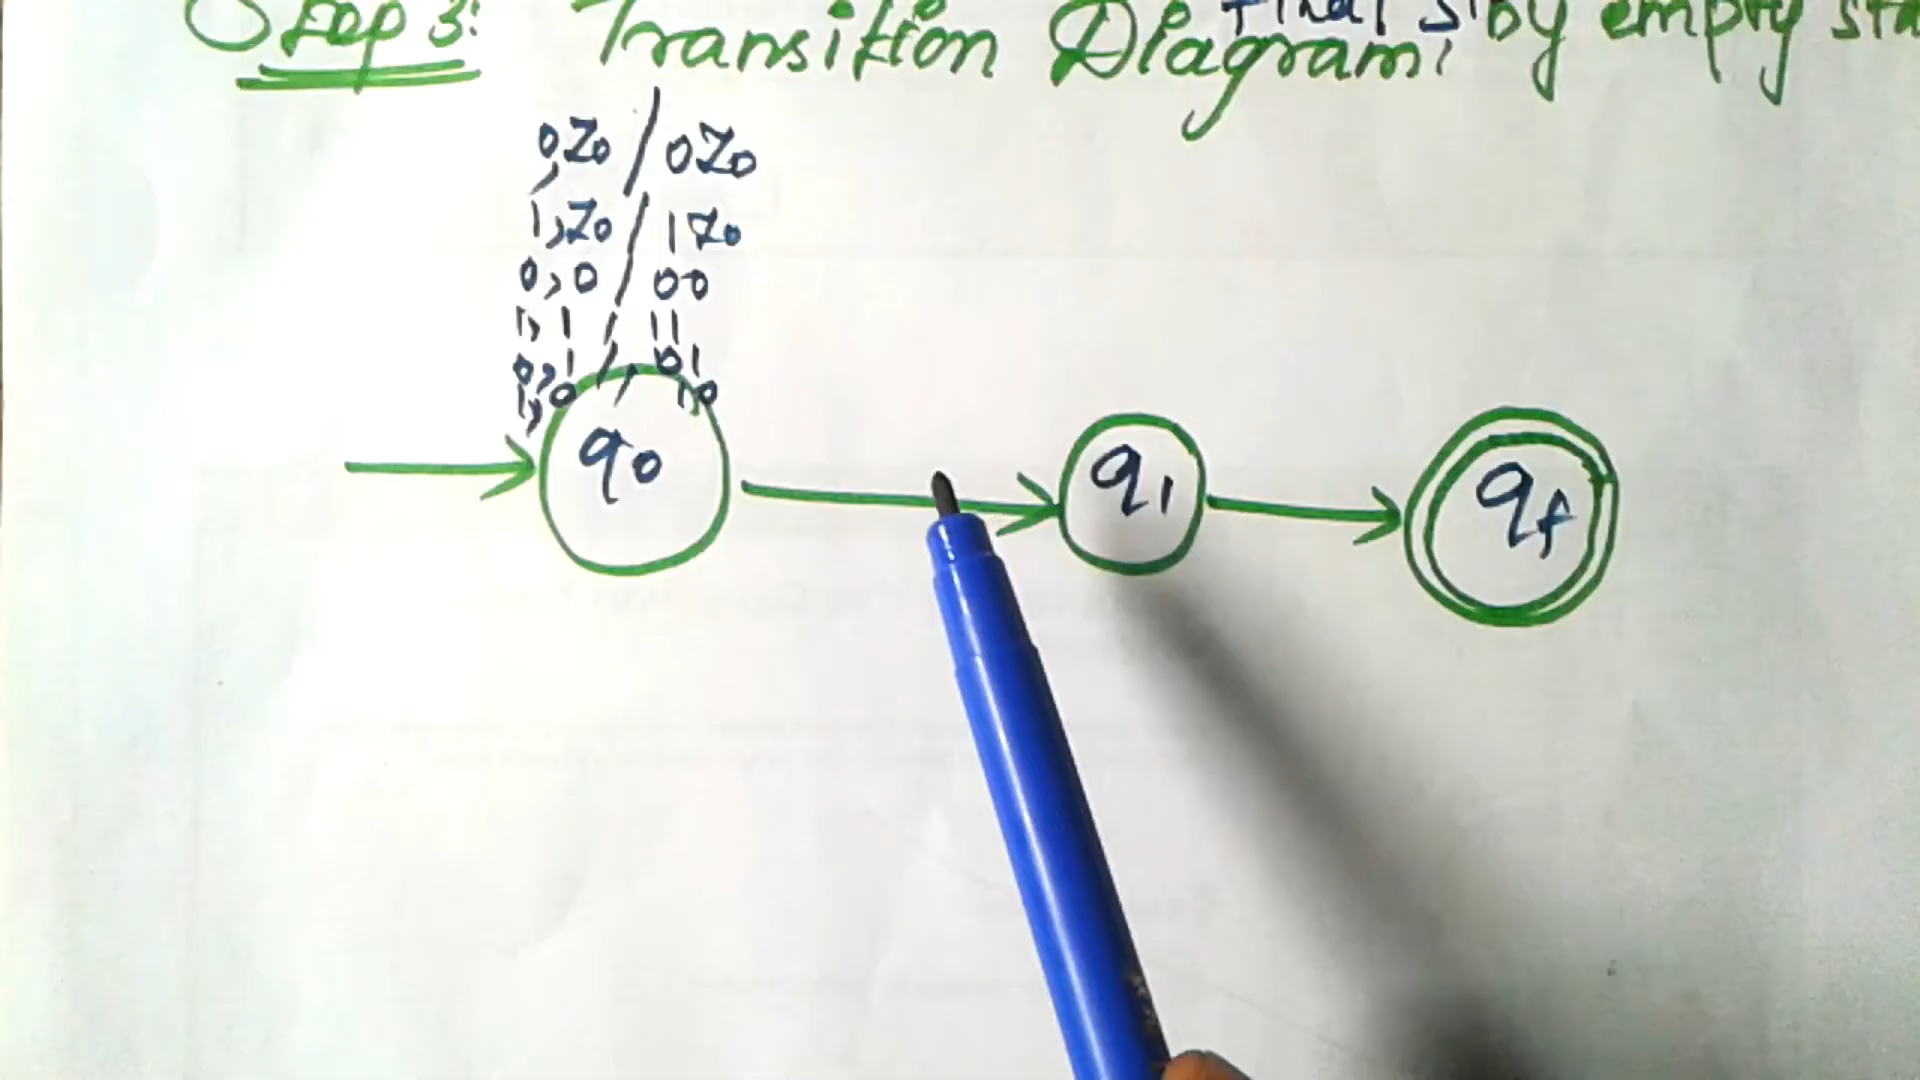 Step 3: Transition Diagram: final s by empty sta
0,Z0 / 0Z0
1,Z0 / 1Z0
0,0 / 00
1,1 / 11
0,1 / 01
1,0 / 10
q0 q1 qf